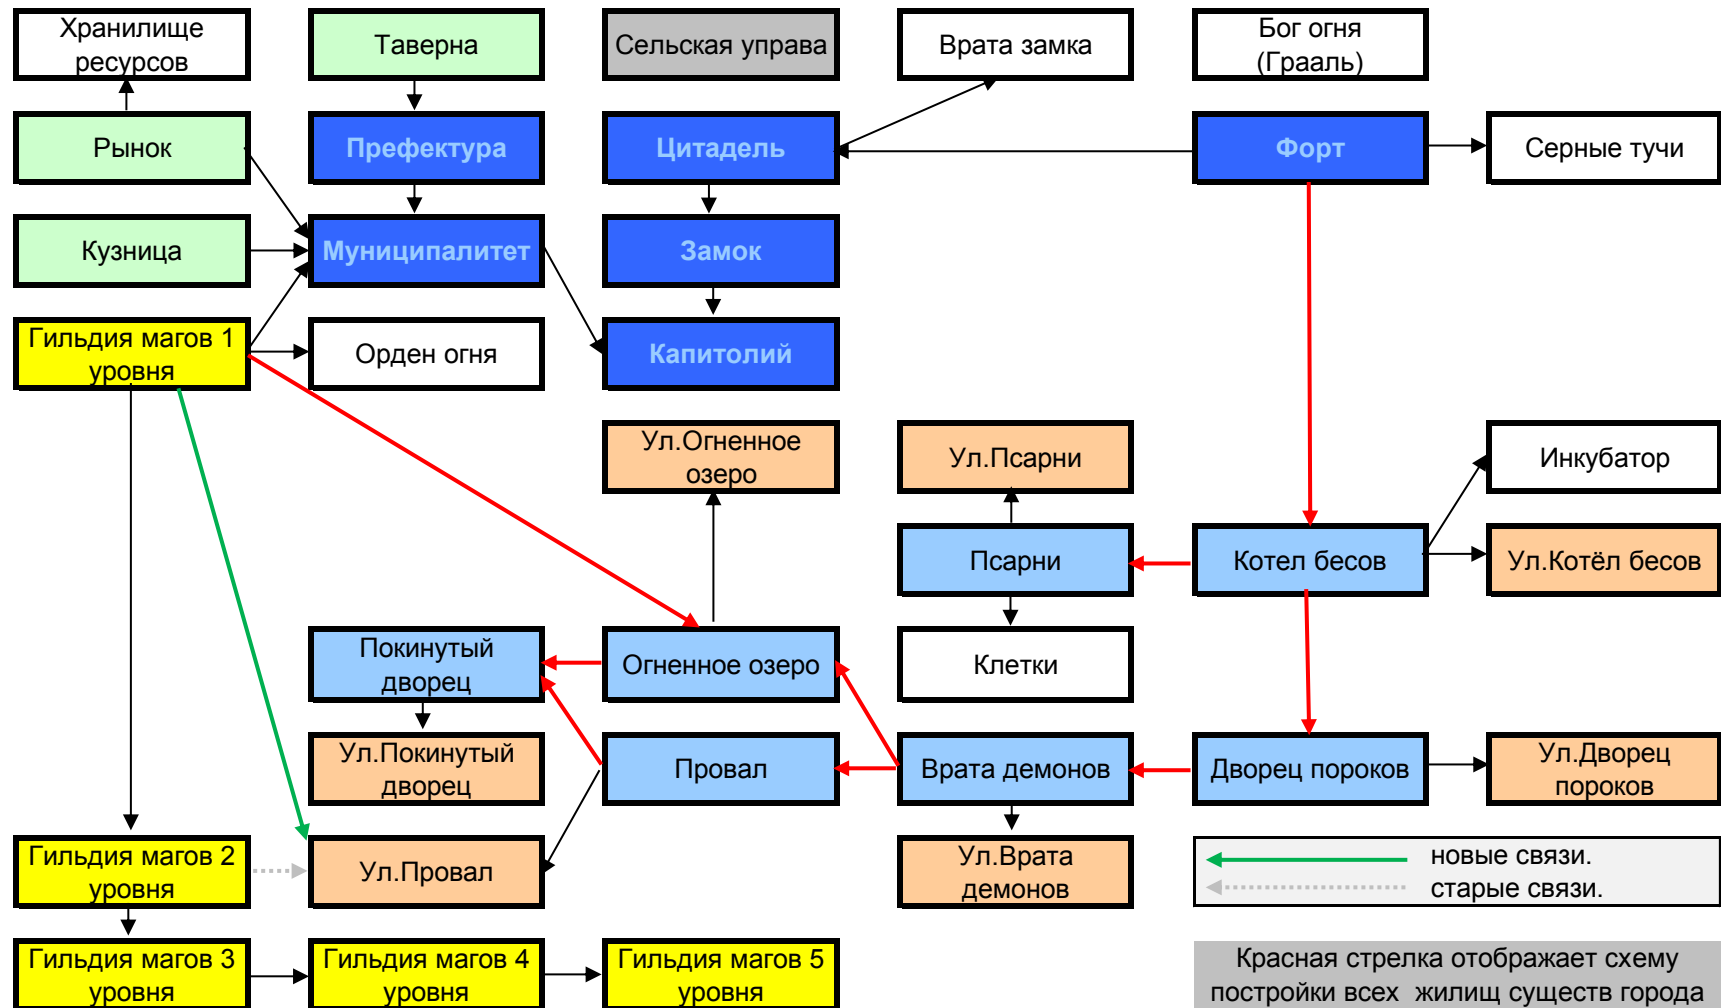 Хранилище
ресурсов
Таверна
Сельская управа
Врата замка
Бог огня
(Грааль)
Рынок
Префектура
Цитадель
Форт
Серные тучи
Кузница
Муниципалитет
Замок
Гильдия магов 1
уровня
Орден огня
Капитолий
Ул.Огненное
озеро
Ул.Псарни
Инкубатор
Псарни
Котел бесов
Ул.Котёл бесов
Покинутый
дворец
Огненное озеро
Клетки
Ул.Покинутый
дворец
Провал
Врата демонов
Дворец пороков
Ул.Дворец
пороков
Гильдия магов 2
уровня
Ул.Провал
Ул.Врата
демонов
новые связи.
старые связи.
Гильдия магов 3
уровня
Гильдия магов 4
уровня
Гильдия магов 5
уровня
Красная стрелка отображает схему
постройки всех жилищ существ города